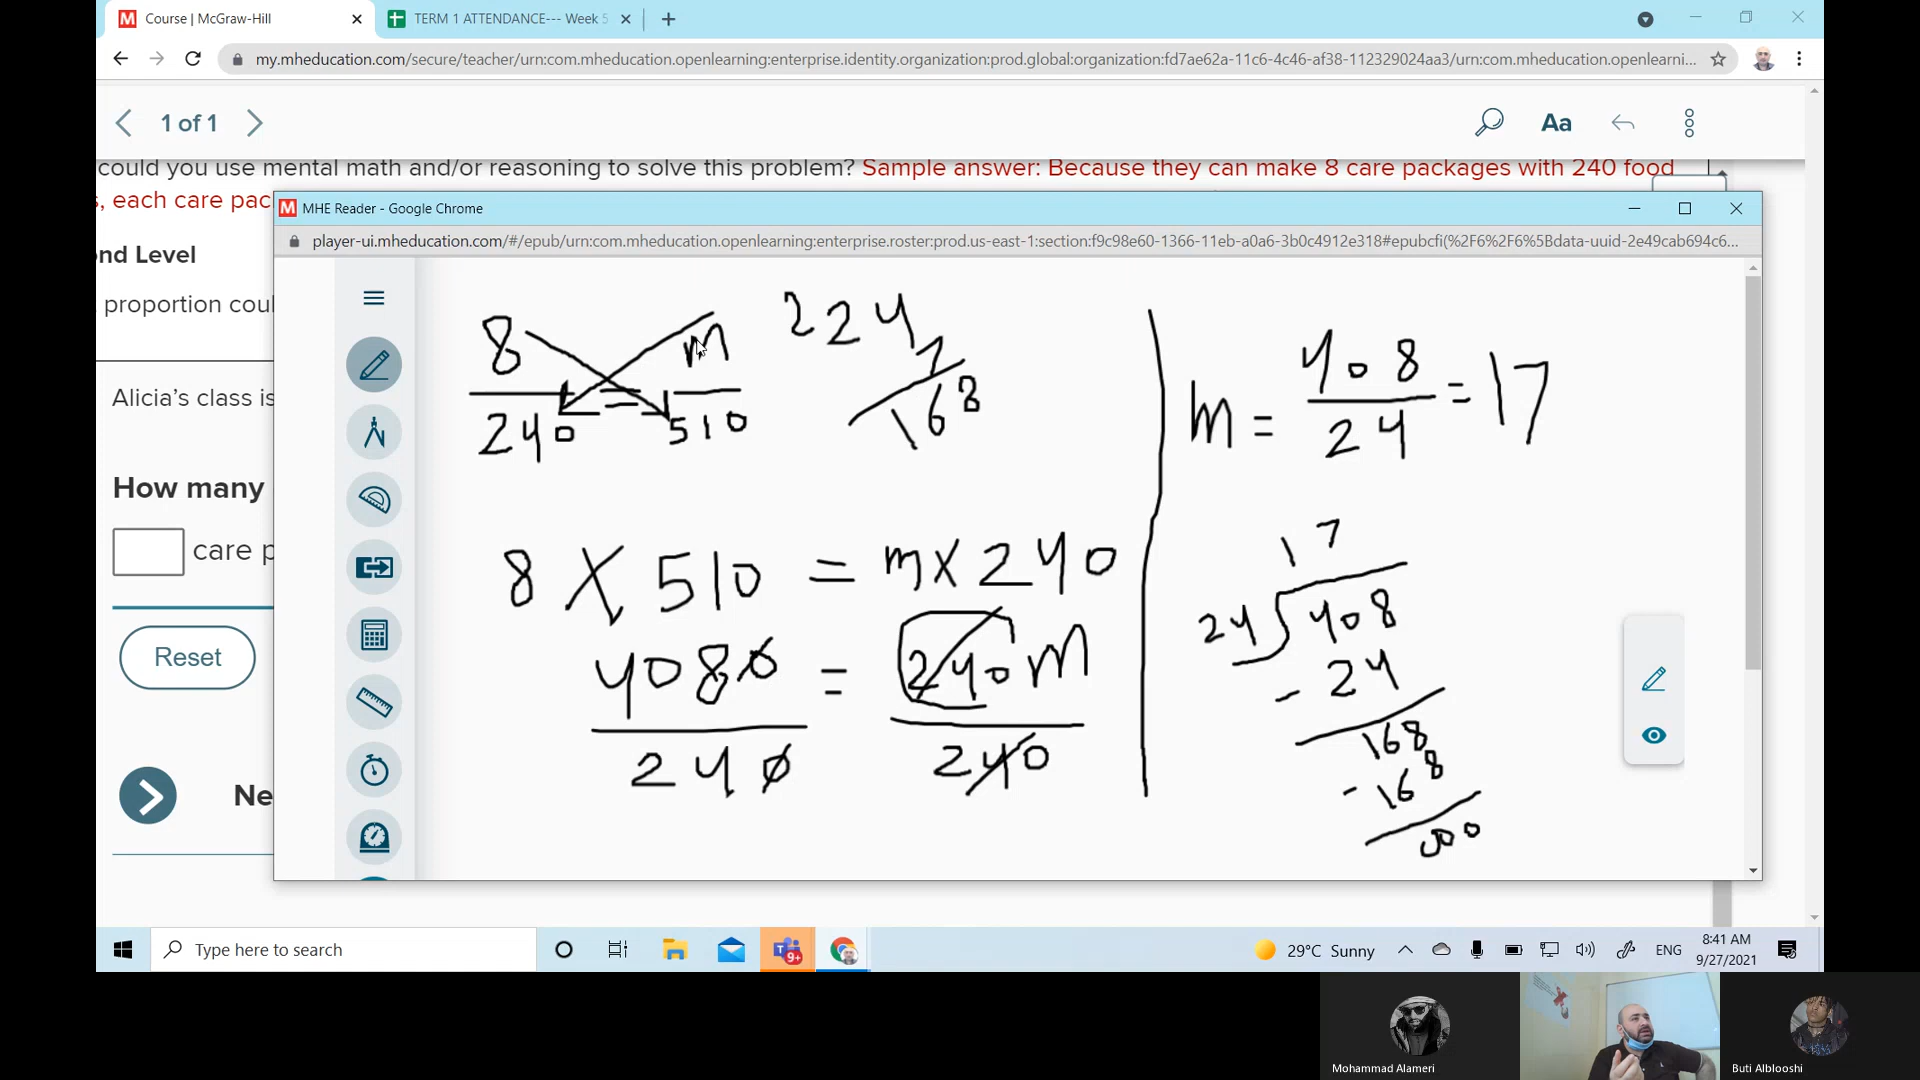 Course | McGraw-Hill
TERM 1 ATTENDANCE--- Week 5
my.mheducation.com/secure/teacher/urn:com.mheducation.openlearning:enterprise.identity.organization:prod.global:organization:fd7ae62a-11c6-4c46-af38-112329024aa3/urn:com.mheducation.openlearni...
1 of 1
Aa
could you use mental math and/or reasoning to solve this problem? Sample answer: Because they can make 8 care packages with 240 food
s, each care pac
MHE Reader - Google Chrome
player-ui.mheducation.com/#/epub/urn:com.mheducation.openlearning:enterprise.roster:prod.us-east-1:section:f9c98e60-1366-11eb-a0a6-3b0c4912e318#epubcfi(%2F6%2F6%5Bdata-uuid-2e49cab694c6...
nd Level
proportion coul
Alicia's class is
How many
care p
Reset
Ne
8 m
240 = 510
224
7
168
8 X 510 = m X 240
4080 = 240m
240 240
m = 408 = 17
24
17
24 408
- 24
168
- 168
000
Type here to search
9+
29°C Sunny
ENG
8:41 AM
9/27/2021
Mohammad Alameri
Buti Alblooshi